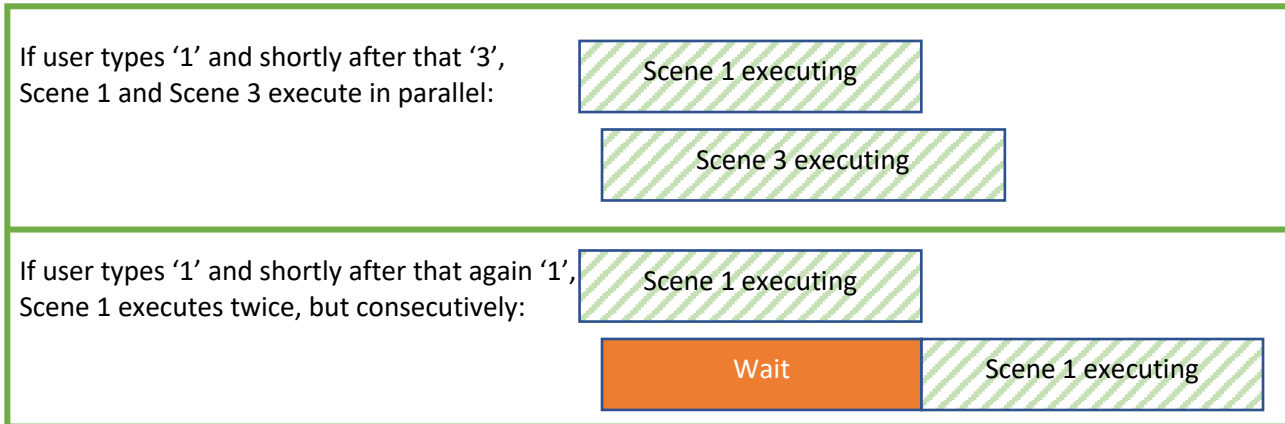 If user types ‘1’ and shortly after that ‘3’,
Scene 1 and Scene 3 execute in parallel:
Scene 1 executing
Scene 3 executing
If user types ‘1’ and shortly after that again ‘1’,
Scene 1 executes twice, but consecutively:
Scene 1 executing
Wait
Scene 1 executing